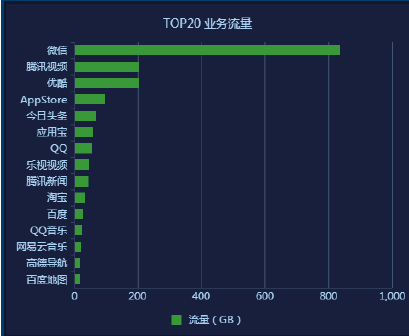 TOP20 业务流量
微信
腾讯视频
优酷
AppStore
今日头条
应用宝
QQ
乐视视频
腾讯新闻
淘宝
百度
QQ音乐
网易云音乐
高德导航
百度地图
0 200 400 600 800 1,000
流量 ( GB )